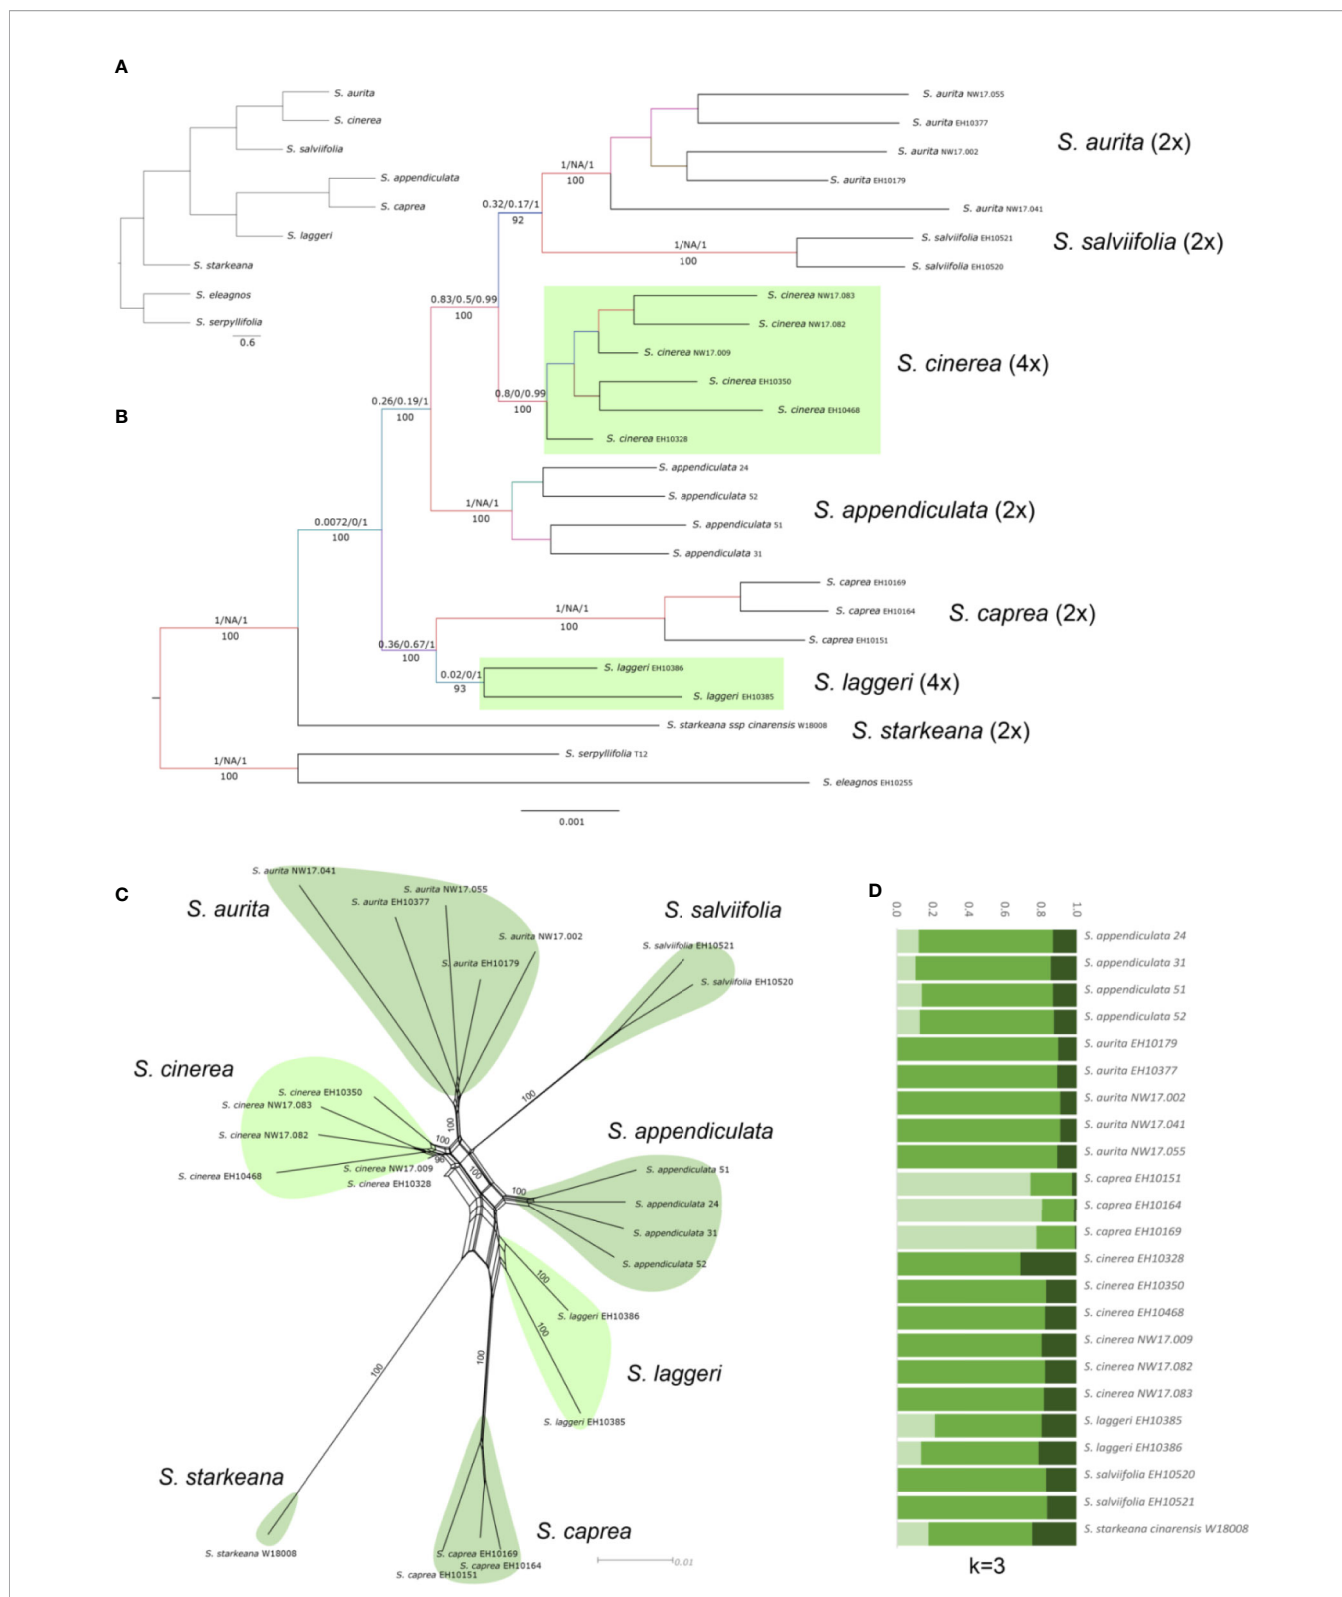 A
S. aurita
S. cinerea
S. salviifolia
S. appendiculata
S. caprea
S. laggeri
S. starkeana
S. eleagnos
S. serpyllifolia
0.6
B
S. aurita NW17.055
S. aurita EH10377
S. aurita NW17.002
S. aurita EH10179
S. aurita NW17.041
S. aurita (2x)
1/NA/1
100
0.32/0.17/1
92
S. salviifolia EH10521
S. salviifolia EH10520
S. salviifolia (2x)
1/NA/1
100
0.83/0.5/0.99
100
S. cinerea NW17.083
S. cinerea NW17.082
S. cinerea NW17.009
S. cinerea EH10350
S. cinerea EH10468
S. cinerea EH10328
S. cinerea (4x)
0.8/0/0.99
100
0.26/0.19/1
100
S. appendiculata 24
S. appendiculata 52
S. appendiculata 51
S. appendiculata 31
S. appendiculata (2x)
1/NA/1
100
0.0072/0/1
100
S. caprea EH10169
S. caprea EH10164
S. caprea EH10151
S. caprea (2x)
1/NA/1
100
1/NA/1
100
0.36/0.67/1
100
0.02/0/1
93
S. laggeri EH10386
S. laggeri EH10385
S. laggeri (4x)
S. starkeana ssp cinarensis W18008
S. starkeana (2x)
S. serpyllifolia T12
S. eleagnos EH10255
1/NA/1
100
0.001
C
S. aurita
S. aurita NW17.041
S. aurita NW17.055
S. aurita EH10377
S. aurita NW17.002
S. aurita EH10179
S. salviifolia
S. salviifolia EH10521
S. salviifolia EH10520
100
100
S. cinerea
S. cinerea EH10350
S. cinerea NW17.083
S. cinerea NW17.082
S. cinerea EH10468
S. cinerea NW17.009
S. cinerea EH10328
100
96
100
S. appendiculata
S. appendiculata 51
S. appendiculata 24
S. appendiculata 31
S. appendiculata 52
100
100
S. laggeri EH10386
100
S. laggeri
S. laggeri EH10385
100
100
S. starkeana
S. starkeana W18008
S. caprea
S. caprea EH10169
S. caprea EH10164
S. caprea EH10151
0.01
D
0.0
0.2
0.4
0.6
0.8
1.0
S. appendiculata 24
S. appendiculata 31
S. appendiculata 51
S. appendiculata 52
S. aurita EH10179
S. aurita EH10377
S. aurita NW17.002
S. aurita NW17.041
S. aurita NW17.055
S. caprea EH10151
S. caprea EH10164
S. caprea EH10169
S. cinerea EH10328
S. cinerea EH10350
S. cinerea EH10468
S. cinerea NW17.009
S. cinerea NW17.082
S. cinerea NW17.083
S. laggeri EH10385
S. laggeri EH10386
S. salviifolia EH10520
S. salviifolia EH10521
S. starkeana cinarensis W18008
k=3